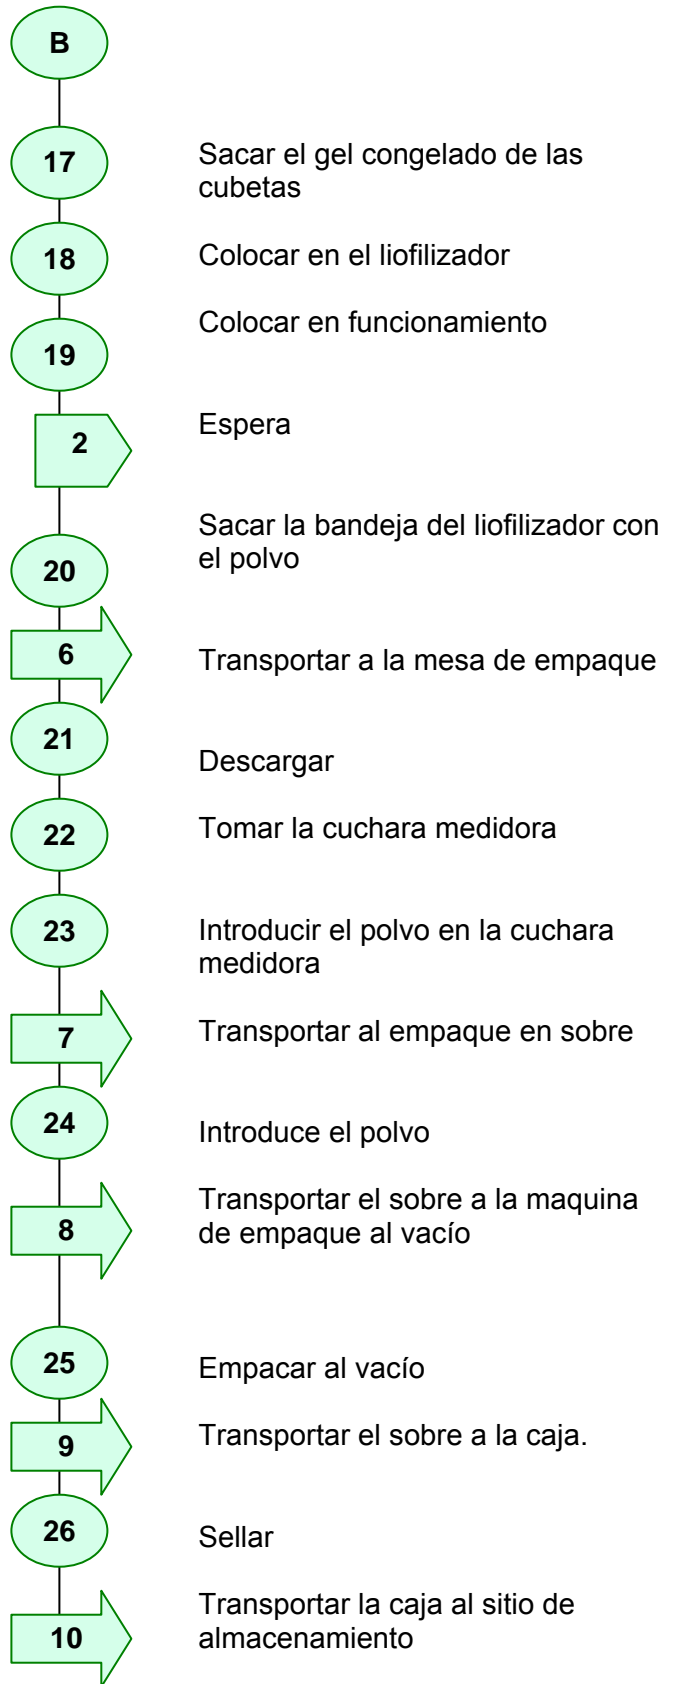 B
17
Sacar el gel congelado de las
cubetas
18
Colocar en el liofilizador
19
Colocar en funcionamiento
2
Espera
20
Sacar la bandeja del liofilizador con
el polvo
6
Transportar a la mesa de empaque
21
Descargar
22
Tomar la cuchara medidora
23
Introducir el polvo en la cuchara
medidora
7
Transportar al empaque en sobre
24
Introduce el polvo
8
Transportar el sobre a la maquina
de empaque al vacío
25
Empacar al vacío
9
Transportar el sobre a la caja.
26
Sellar
10
Transportar la caja al sitio de
almacenamiento